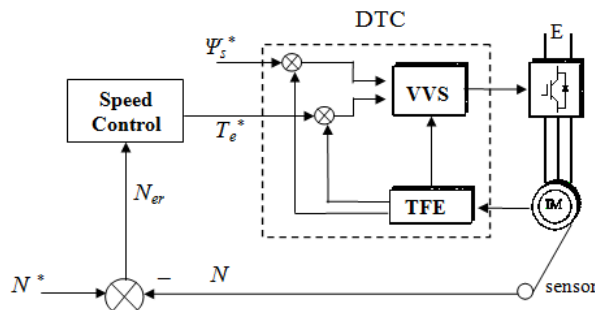 DTC
E
Ψs*
Speed
Control
VVS
Te*
Ner
TFE
IM
N*
−
N
sensor